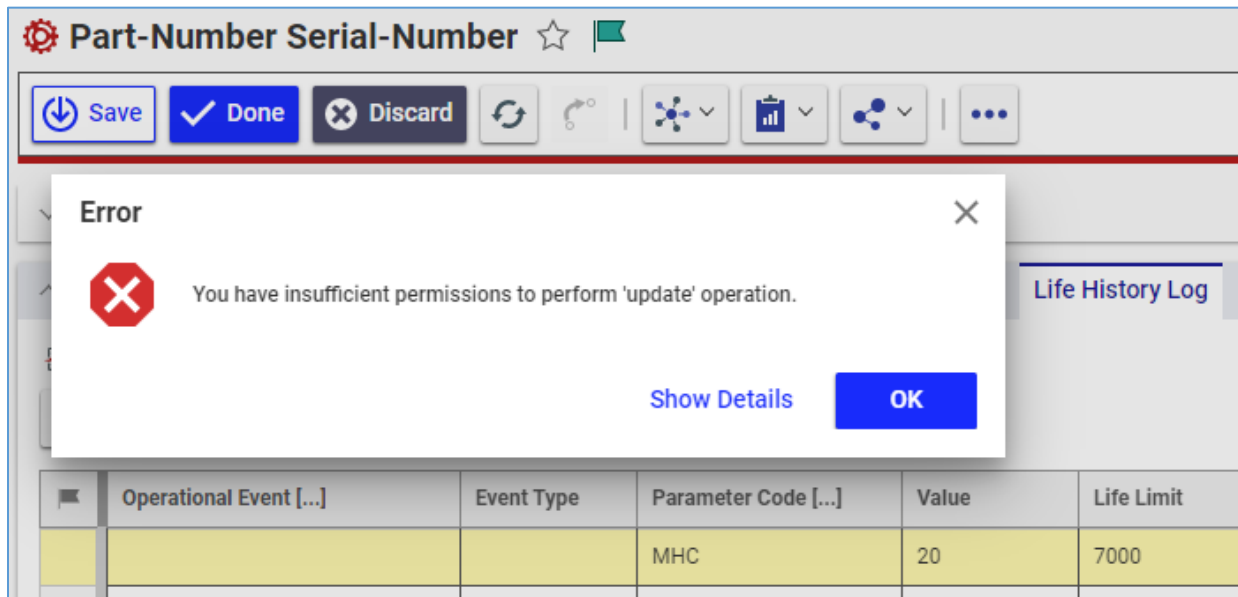 Part-Number Serial-Number
Save Done Discard
Error
You have insufficient permissions to perform 'update' operation.
Life History Log
Show Details OK
Operational Event [...] Event Type Parameter Code [...] Value Life Limit
MHC 20 7000